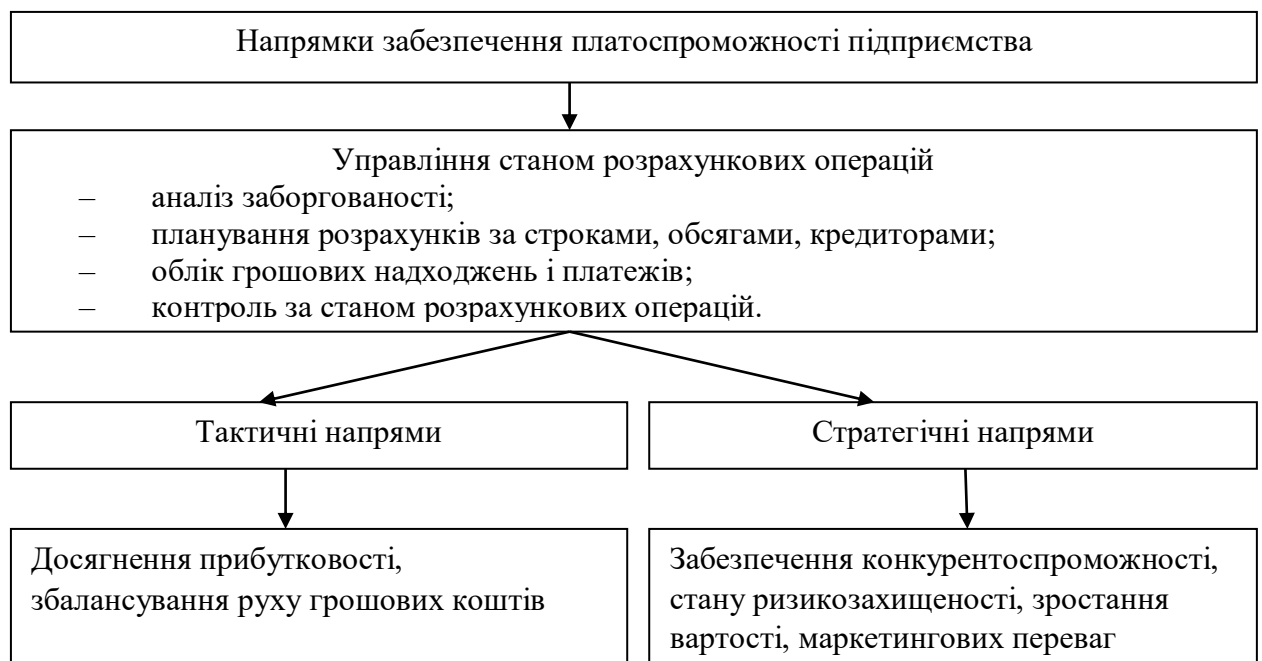 Напрямки забезпечення платоспроможності підприємства
Управління станом розрахункових операцій
– аналіз заборгованості;
– планування розрахунків за строками, обсягами, кредиторами;
– облік грошових надходжень і платежів;
– контроль за станом розрахункових операцій.
Тактичні напрями
Стратегічні напрями
Досягнення прибутковості,
збалансування руху грошових коштів
Забезпечення конкурентоспроможності,
стану ризикозахищеності, зростання
вартості, маркетингових переваг